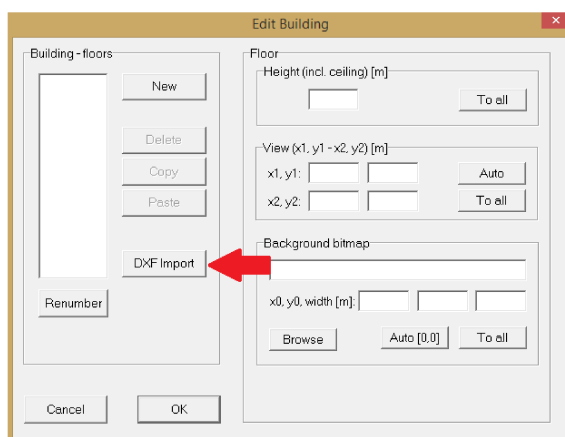 Edit Building
Building - floors
New
Delete
Copy
Paste
DXF Import
Renumber
Cancel
OK
Floor
Height (incl. ceiling) [m]
To all
View (x1, y1 - x2, y2) [m]
x1, y1:
Auto
x2, y2:
To all
Background bitmap
x0, y0, width [m]:
Browse
Auto [0,0]
To all